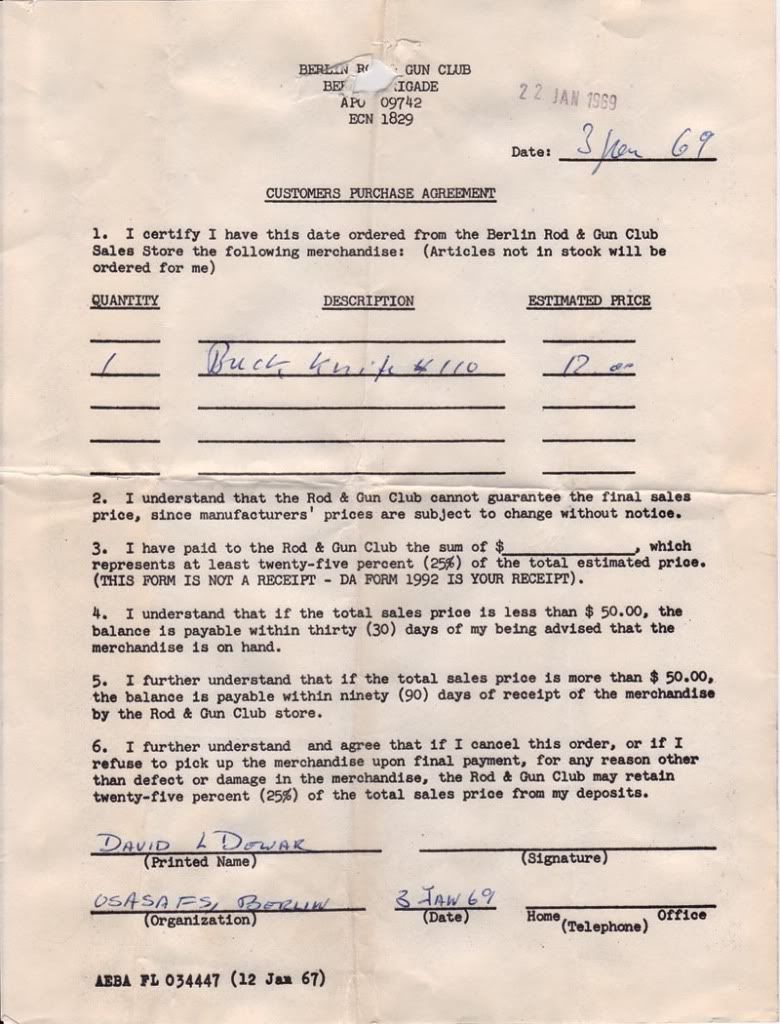 BERLIN R GUN CLUB
BE IGADE
APO 09742
ECN 1829
22 JAN 1969
Date: 3 Jan 69
CUSTOMERS PURCHASE AGREEMENT
1. I certify I have this date ordered from the Berlin Rod & Gun Club
Sales Store the following merchandise: (Articles not in stock will be
ordered for me)
QUANTITY DESCRIPTION ESTIMATED PRICE
1 Buck Knife #110 12.00
2. I understand that the Rod & Gun Club cannot guarantee the final sales
price, since manufacturers' prices are subject to change without notice.
3. I have paid to the Rod & Gun Club the sum of $____________, which
represents at least twenty-five percent (25%) of the total estimated price.
(THIS FORM IS NOT A RECEIPT - DA FORM 1992 IS YOUR RECEIPT).
4. I understand that if the total sales price is less than $ 50.00, the
balance is payable within thirty (30) days of my being advised that the
merchandise is on hand.
5. I further understand that if the total sales price is more than $ 50.00,
the balance is payable within ninety (90) days of receipt of the merchandise
by the Rod & Gun Club store.
6. I further understand and agree that if I cancel this order, or if I
refuse to pick up the merchandise upon final payment, for any reason other
than defect or damage in the merchandise, the Rod & Gun Club may retain
twenty-five percent (25%) of the total sales price from my deposits.
DAVID L DEWAR
(Printed Name) (Signature)
USASAFS, BERLIN 3 JAN 69
(Organization) (Date) Home (Telephone) Office
AEBA FL 034447 (12 Jan 67)